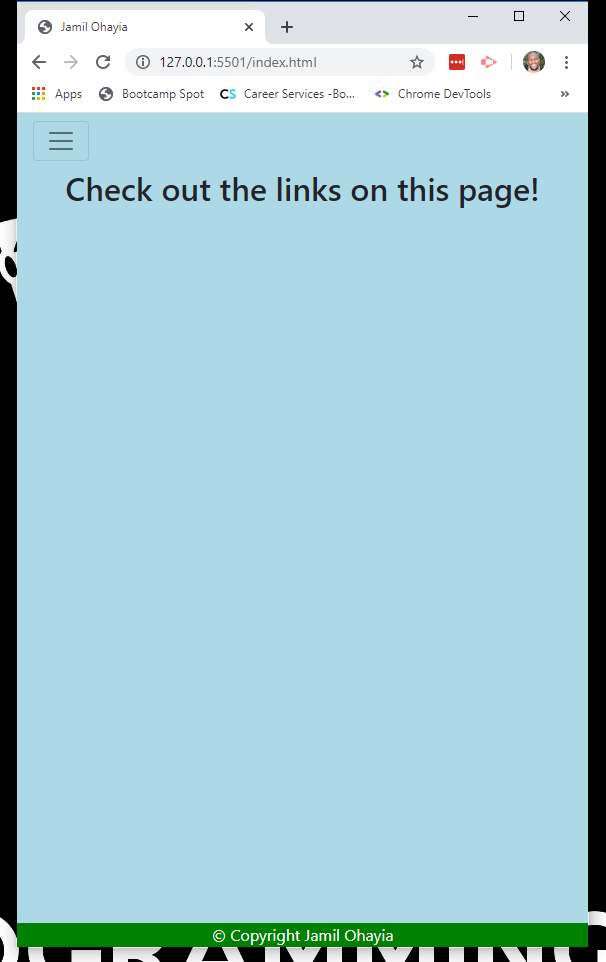 Jamil Ohayia
127.0.0.1:5501/index.html
Apps Bootcamp Spot CS Career Services -Bo... Chrome DevTools »
Check out the links on this page!
© Copyright Jamil Ohayia